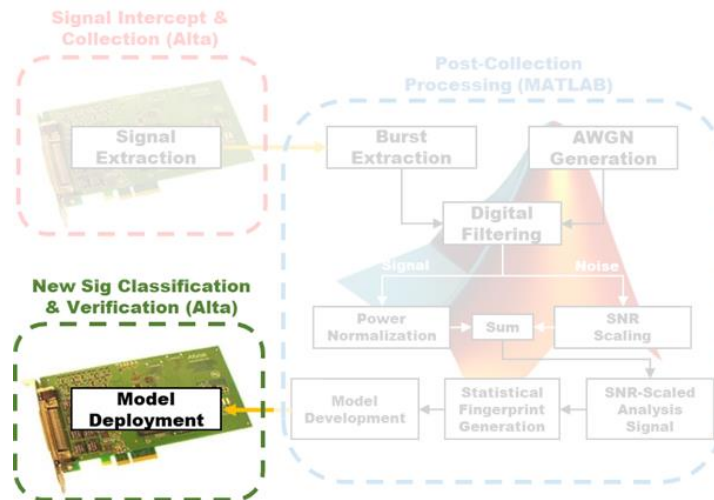 Signal Intercept &
Collection (Alta)
Signal
Extraction
Post-Collection
Processing (MATLAB)
Burst
Extraction
AWGN
Generation
Digital
Filtering
Signal
Noise
Power
Normalization
Sum
SNR
Scaling
New Sig Classification
& Verification (Alta)
Model
Deployment
Model
Development
Statistical
Fingerprint
Generation
SNR-Scaled
Analysis
Signal